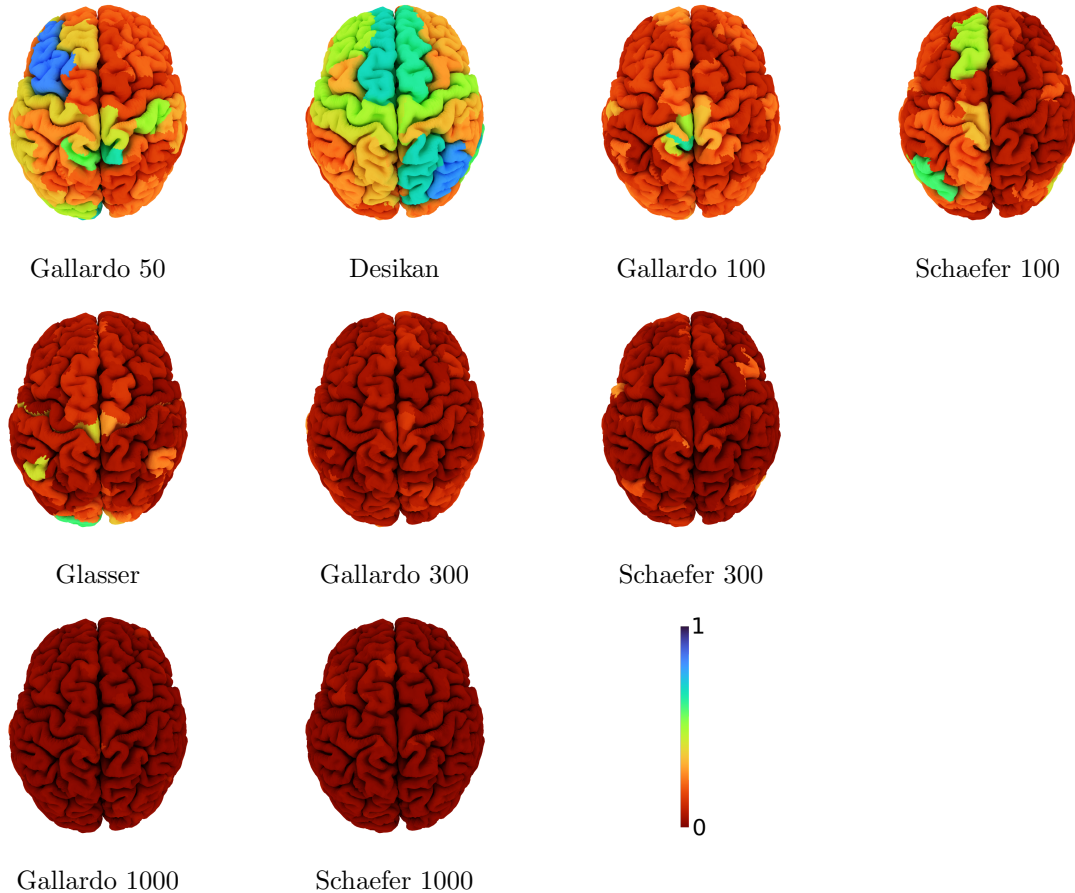 Gallardo 50
Desikan
Gallardo 100
Schaefer 100
Glasser
Gallardo 300
Schaefer 300
1
0
Gallardo 1000
Schaefer 1000